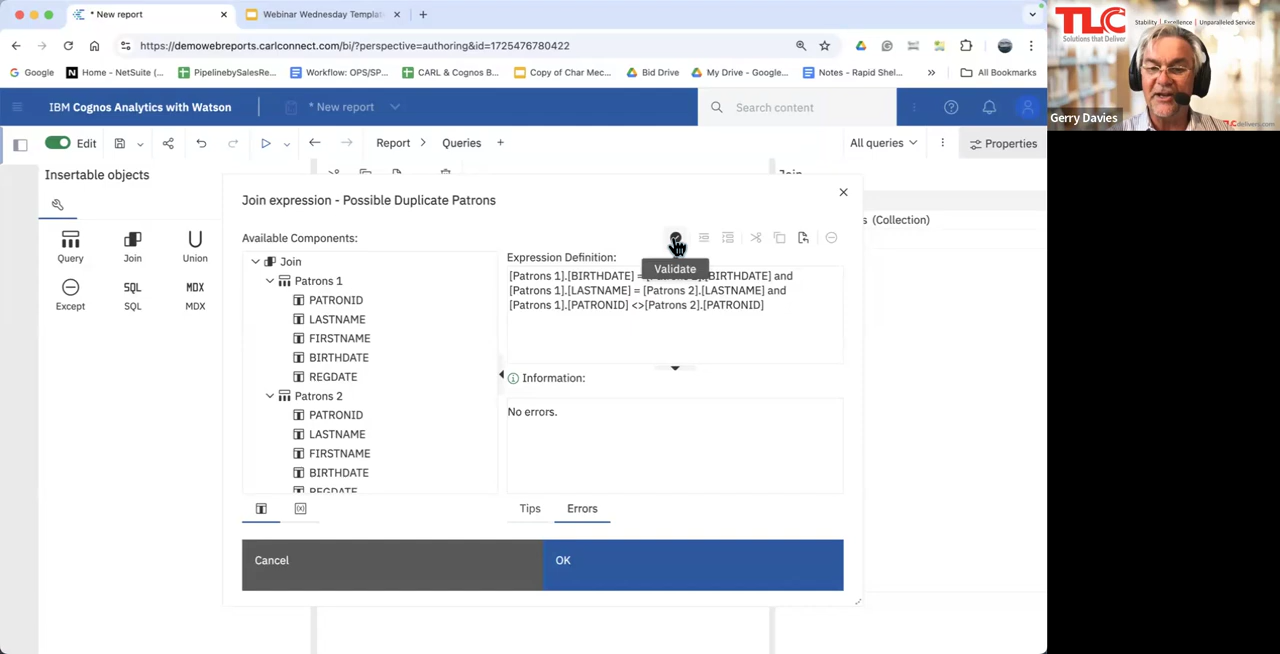 * New report
Webinar Wednesday Templat
https://demowebreports.carlconnect.com/bi/?perspective=authoring&id=1725476780422
Google
Home - NetSuite (...
PipelinebySalesRe...
Workflow: OPS/SP...
CARL & Cognos B...
Copy of Char Mec...
Bid Drive
My Drive - Google...
Notes - Rapid Shel...
All Bookmarks
IBM Cognos Analytics with Watson
* New report
Search content
Edit
Report
Queries
All queries
Properties
Insertable objects
Query
Join
Union
Except
SQL
SQL
MDX
MDX
Join expression - Possible Duplicate Patrons
Available Components:
Join
Patrons 1
PATRONID
LASTNAME
FIRSTNAME
BIRTHDATE
REGDATE
Patrons 2
PATRONID
LASTNAME
FIRSTNAME
BIRTHDATE
REGDATE
Validate
Expression Definition:
[Patrons 1].[BIRTHDATE] = [BIRTHDATE] and
[Patrons 1].[LASTNAME] = [Patrons 2].[LASTNAME] and
[Patrons 1].[PATRONID] <>[Patrons 2].[PATRONID]
Information:
No errors.
Tips
Errors
Cancel
OK
Join
s (Collection)
TLC
Solutions that Deliver
Stability | Excellence | Unparalleled Service
Gerry Davies
TLCdelivers.com